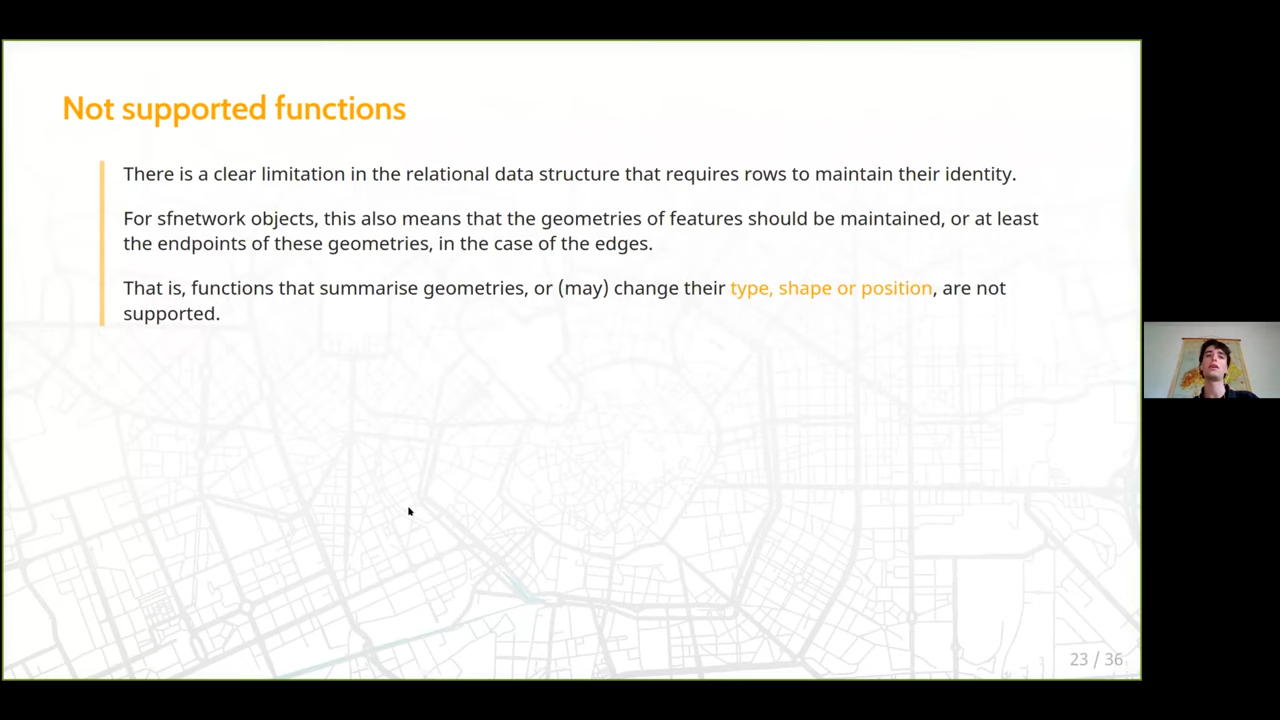 Not supported functions
There is a clear limitation in the relational data structure that requires rows to maintain their identity.
For sfnetwork objects, this also means that the geometries of features should be maintained, or at least
the endpoints of these geometries, in the case of the edges.
That is, functions that summarise geometries, or (may) change their type, shape or position, are not
supported.
23 / 36